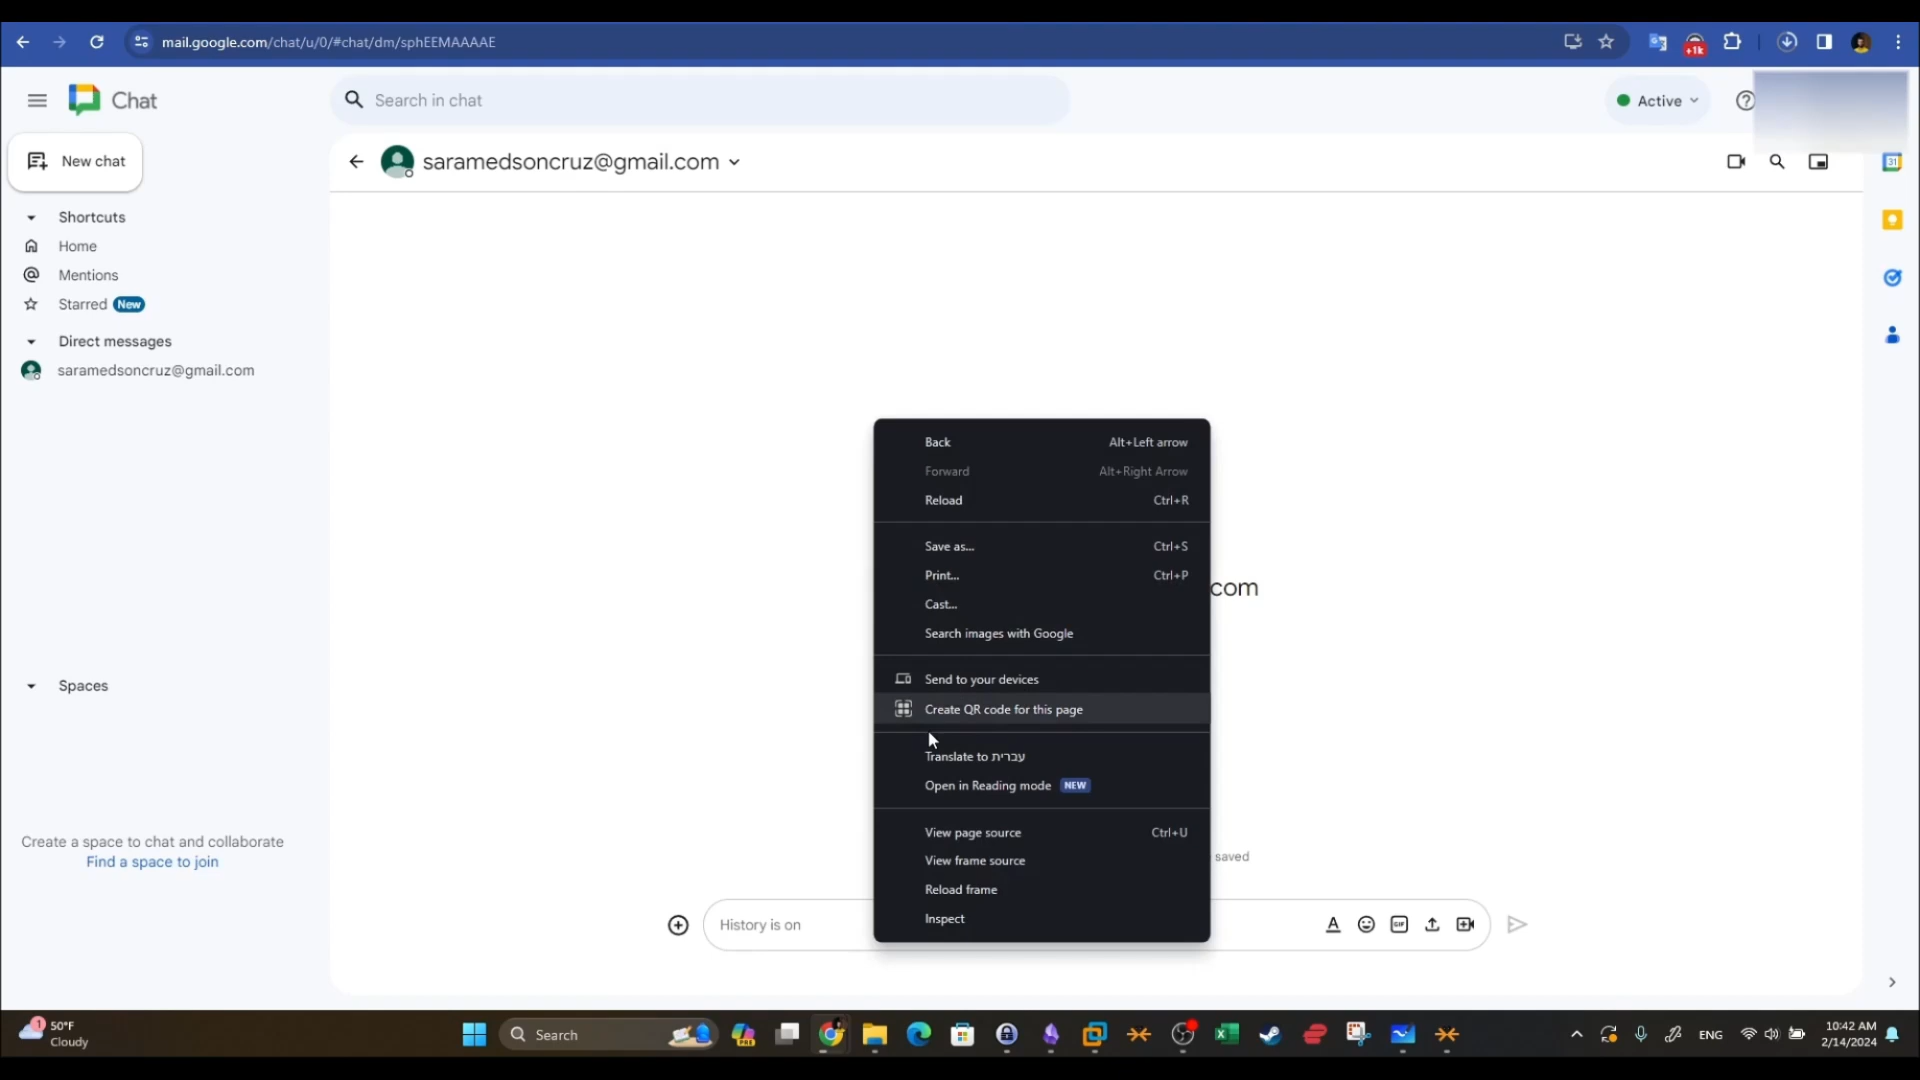 mail.google.com/chat/u/0/#chat/dm/sphEEMAAAAE
+1k
Chat
Search in chat
Active
New chat
saramedsoncruz@gmail.com
31
Shortcuts
Home
Mentions
Starred New
Direct messages
saramedsoncruz@gmail.com
Back Alt+Left arrow
Forward Alt+Right Arrow
Reload Ctrl+R
Save as... Ctrl+S
Print... Ctrl+P
com
Cast...
Search images with Google
Send to your devices
Spaces
Create QR code for this page
Translate to עברית
Open in Reading mode NEW
View page source Ctrl+U
Create a space to chat and collaborate
Find a space to join
View frame source
saved
Reload frame
Inspect
History is on
GIF
1
50°F
Cloudy
Search
PRE
ENG
10:42 AM
2/14/2024